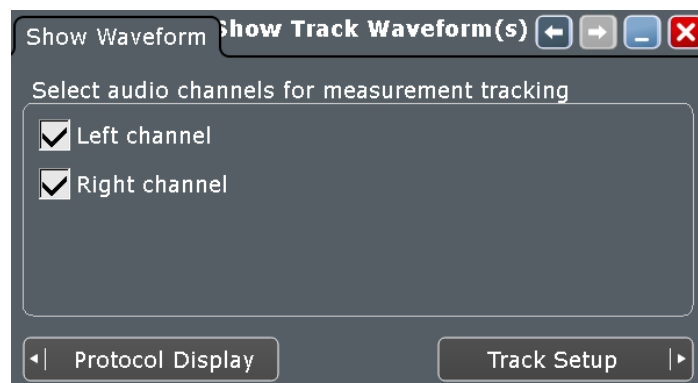 Show Waveform
Show Track Waveform(s)
Select audio channels for measurement tracking
Left channel
Right channel
Protocol Display
Track Setup